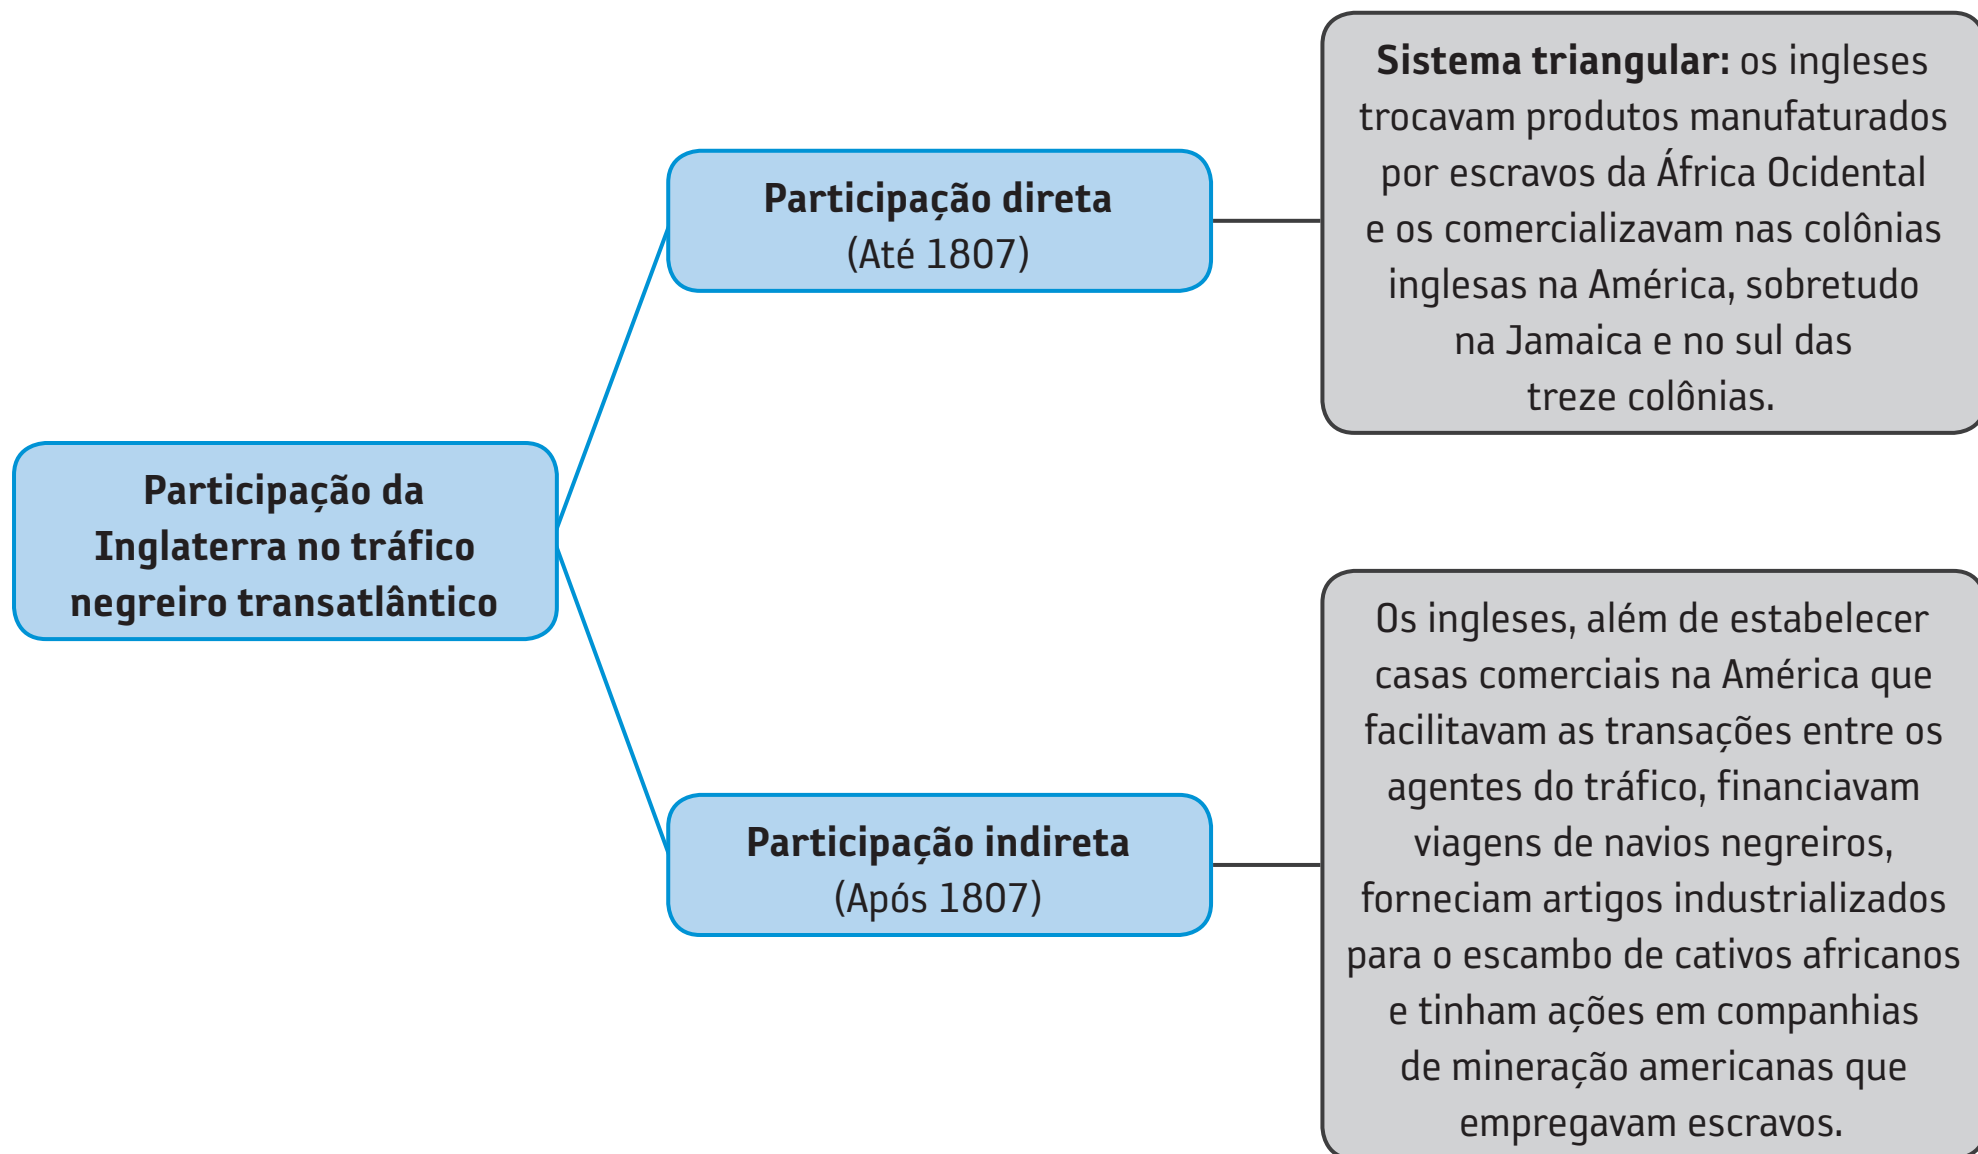 Participação da
Inglaterra no tráfico
negreiro transatlântico
Participação direta
(Até 1807)
Sistema triangular: os ingleses
trocavam produtos manufaturados
por escravos da África Ocidental
e os comercializavam nas colônias
inglesas na América, sobretudo
na Jamaica e no sul das
treze colônias.
Participação indireta
(Após 1807)
Os ingleses, além de estabelecer
casas comerciais na América que
facilitavam as transações entre os
agentes do tráfico, financiavam
viagens de navios negreiros,
forneciam artigos industrializados
para o escambo de cativos africanos
e tinham ações em companhias
de mineração americanas que
empregavam escravos.